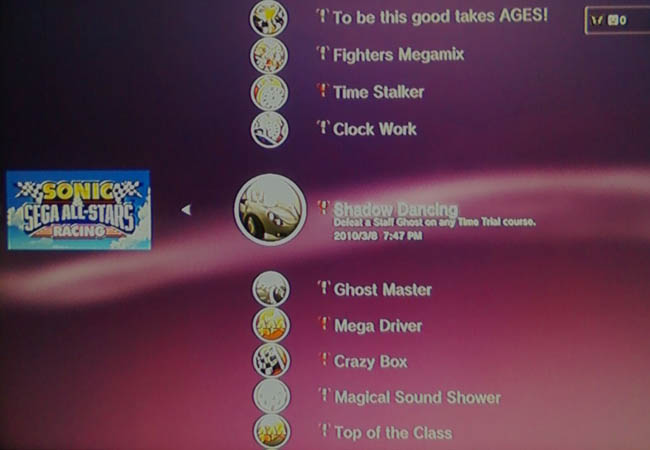 To be this good takes AGES!
0
Fighters Megamix
Time Stalker
Clock Work
SONIC
SEGA ALL-STARS
RACING
Shadow Dancing
Defeat a Staff Ghost on any Time Trial course.
2010/3/8 7:47 PM
Ghost Master
Mega Driver
Crazy Box
Magical Sound Shower
Top of the Class